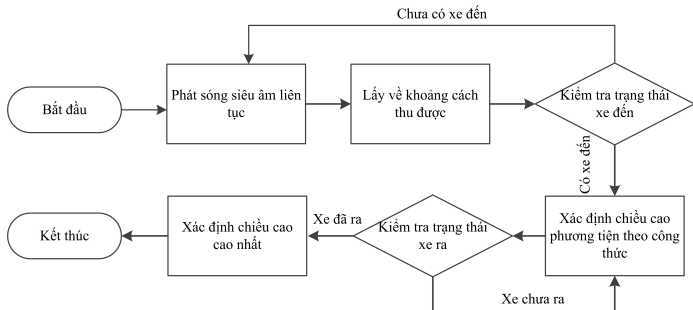 Chưa có xe đến
Bắt đầu
Phát sóng siêu âm liên
tục
Lấy về khoảng cách
thu được
Kiểm tra trạng thái
xe đến
Có xe đến
Kết thúc
Xác định chiều cao
cao nhất
Xe đã ra
Kiểm tra trạng thái
xe ra
Xác định chiều cao
phương tiện theo công
thức
Xe chưa ra